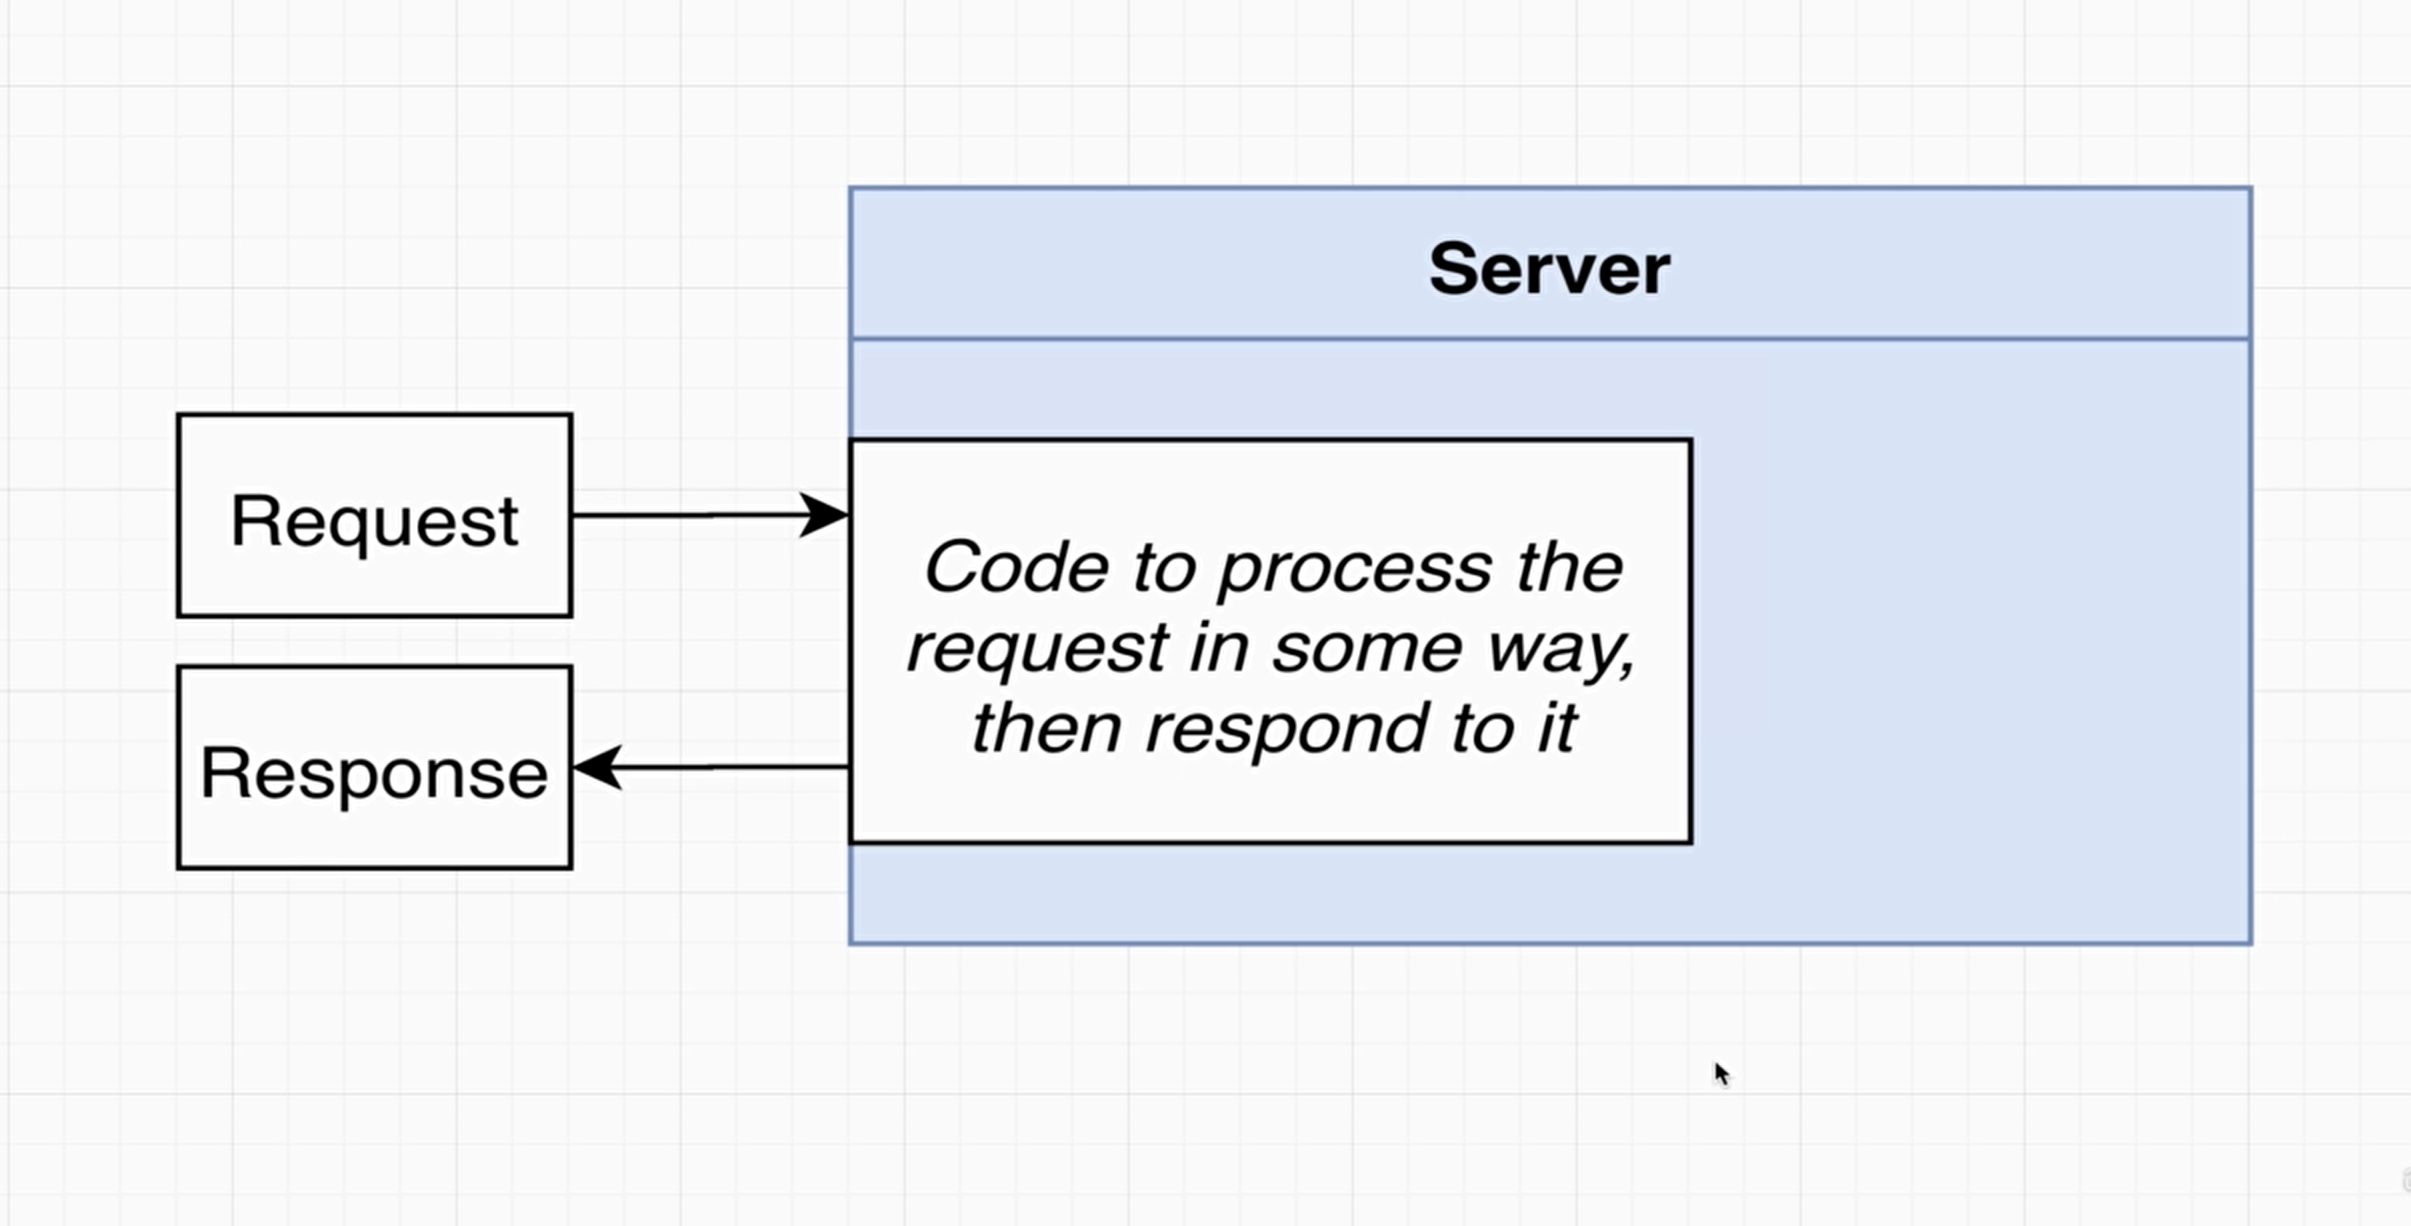 Server
Request
Code to process the
request in some way,
then respond to it
Response